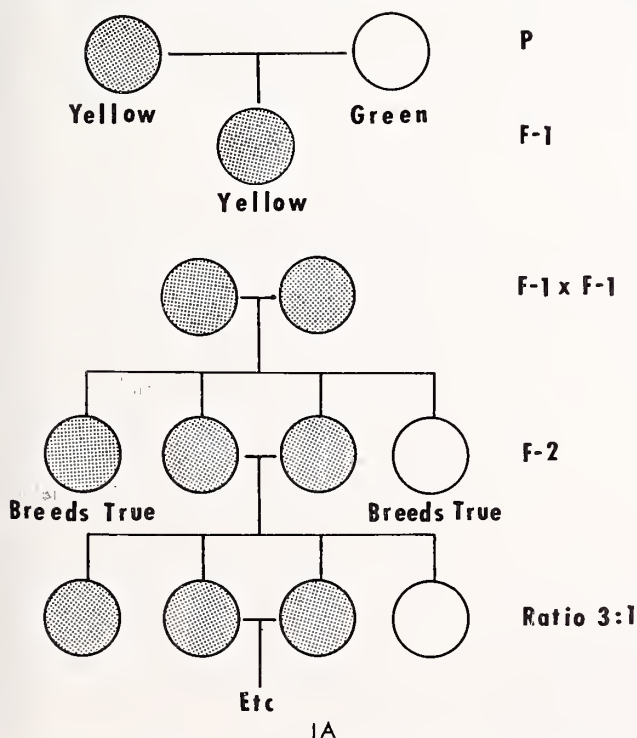 P
Yellow
Green
F-1
Yellow
F-1 x F-1
F-2
Breeds True
Breeds True
Ratio 3:1
Etc
1A